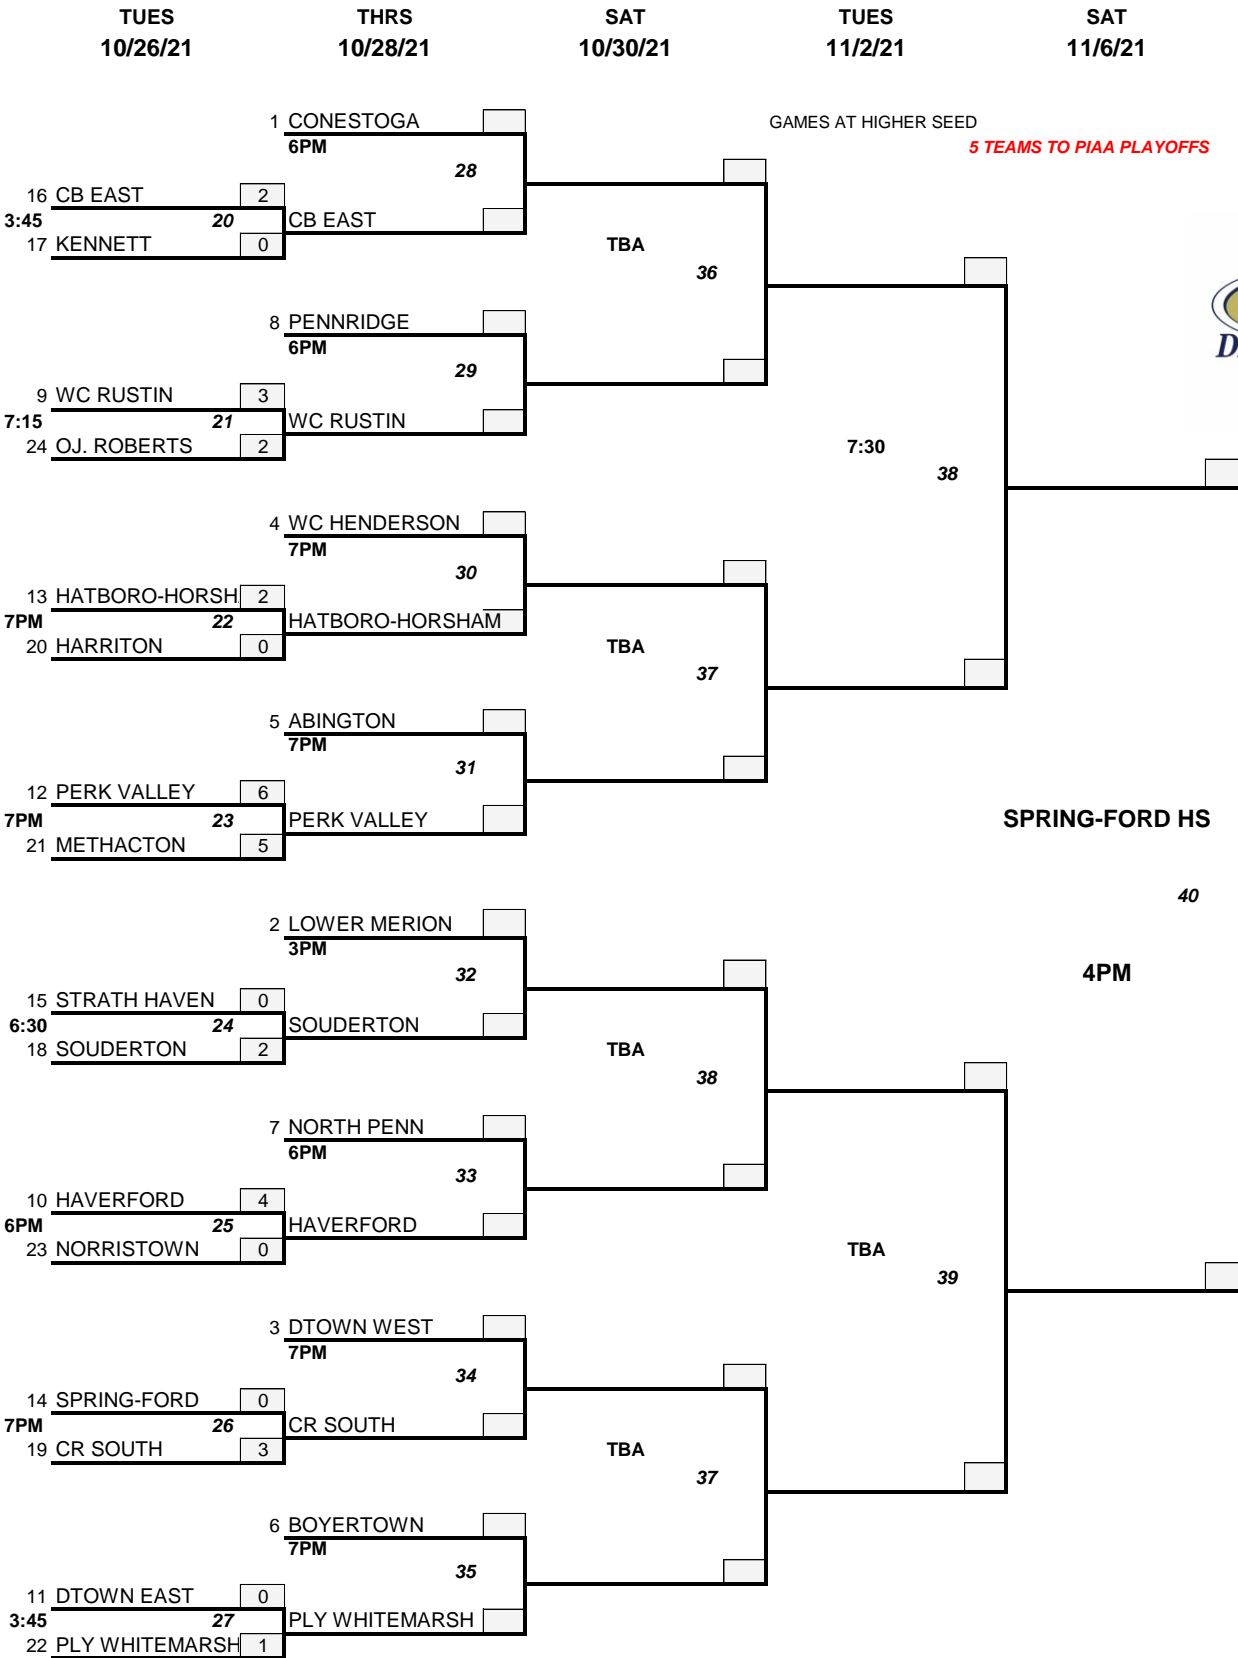 TUES THRS SAT TUES SAT
10/26/21 10/28/21 10/30/21 11/2/21 11/6/21
1 CONESTOGA GAMES AT HIGHER SEED
6PM 5 TEAMS TO PIAA PLAYOFFS
28
16 CB EAST 2
3:45 20 CB EAST
17 KENNETT 0 TBA
36
8 PENNRIDGE
6PM
29
9 WC RUSTIN 3
7:15 21 WC RUSTIN
24 OJ. ROBERTS 2 7:30
38
4 WC HENDERSON
7PM
30
13 HATBORO-HORSH 2
7PM 22 HATBORO-HORSHAM
20 HARRITON 0 TBA
37
5 ABINGTON
7PM
31
12 PERK VALLEY 6
7PM 23 PERK VALLEY SPRING-FORD HS
21 METHACTON 5
40
2 LOWER MERION
3PM
32 4PM
15 STRATH HAVEN 0
6:30 24 SOUDERTON
18 SOUDERTON 2 TBA
38
7 NORTH PENN
6PM
33
10 HAVERFORD 4
6PM 25 HAVERFORD
23 NORRISTOWN 0 TBA
39
3 DTOWN WEST
7PM
34
14 SPRING-FORD 0
7PM 26 CR SOUTH
19 CR SOUTH 3 TBA
37
6 BOYERTOWN
7PM
35
11 DTOWN EAST 0
3:45 27 PLY WHITEMARSH
22 PLY WHITEMARSH 1